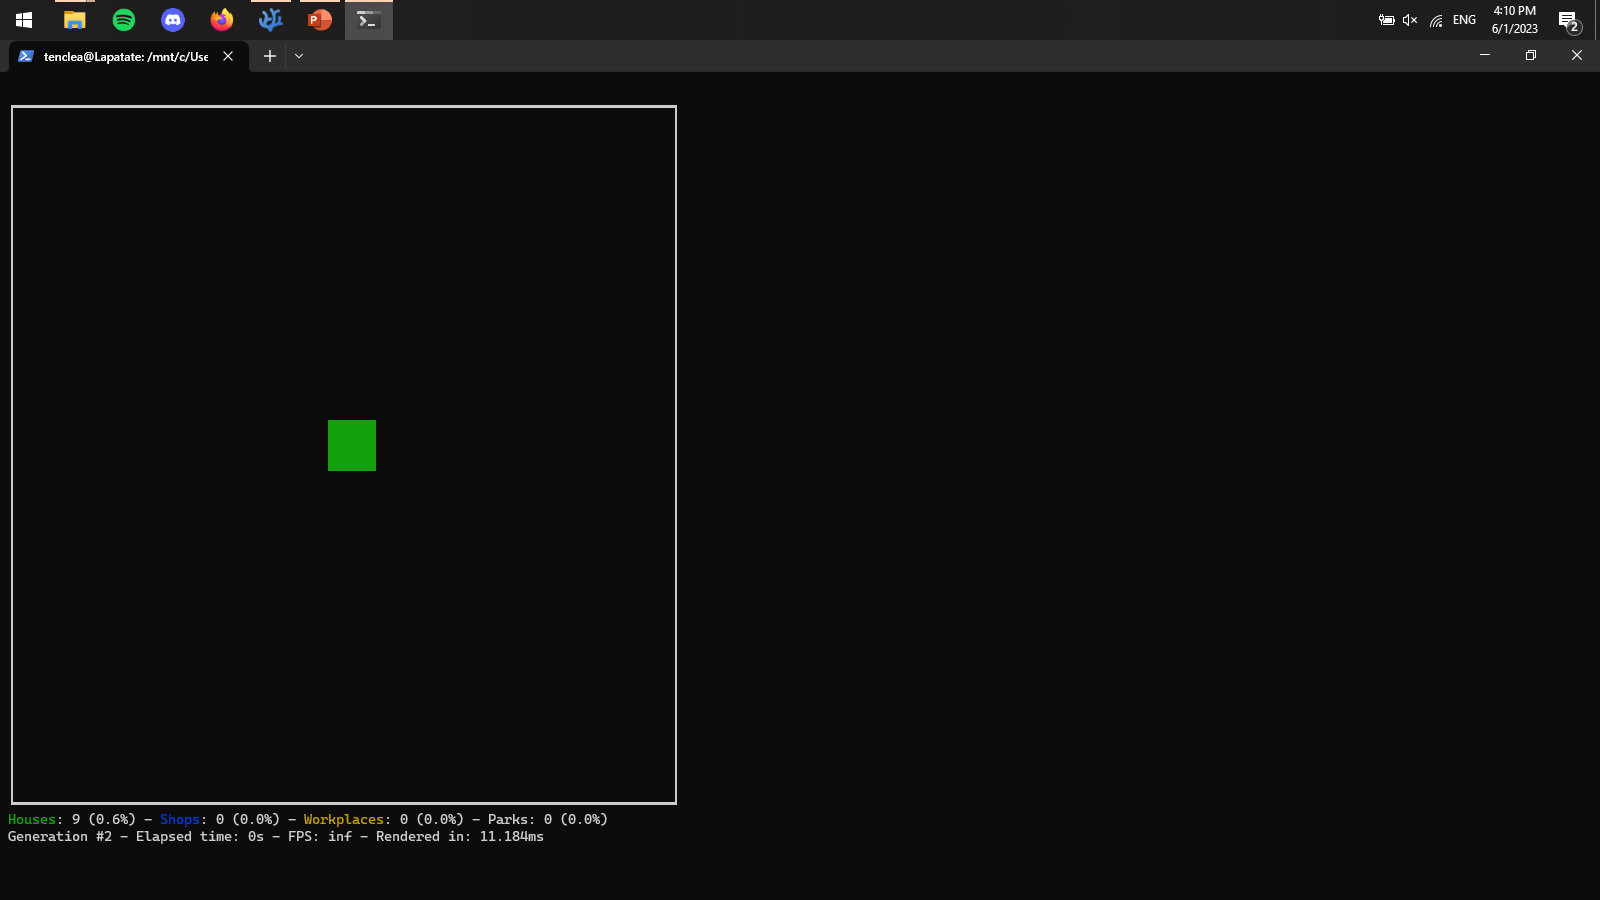 4:10 PM
ENG
6/1/2023
2
tenclea@Lapatate: /mnt/c/Use
Houses: 9 (0.6%) - Shops: 0 (0.0%) - Workplaces: 0 (0.0%) - Parks: 0 (0.0%)
Generation #2 - Elapsed time: 0s - FPS: inf - Rendered in: 11.184ms